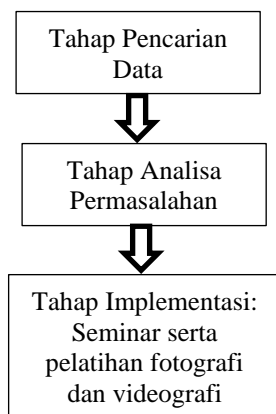 Tahap Pencarian
Data
Tahap Analisa
Permasalahan
Tahap Implementasi:
Seminar serta
pelatihan fotografi
dan videografi